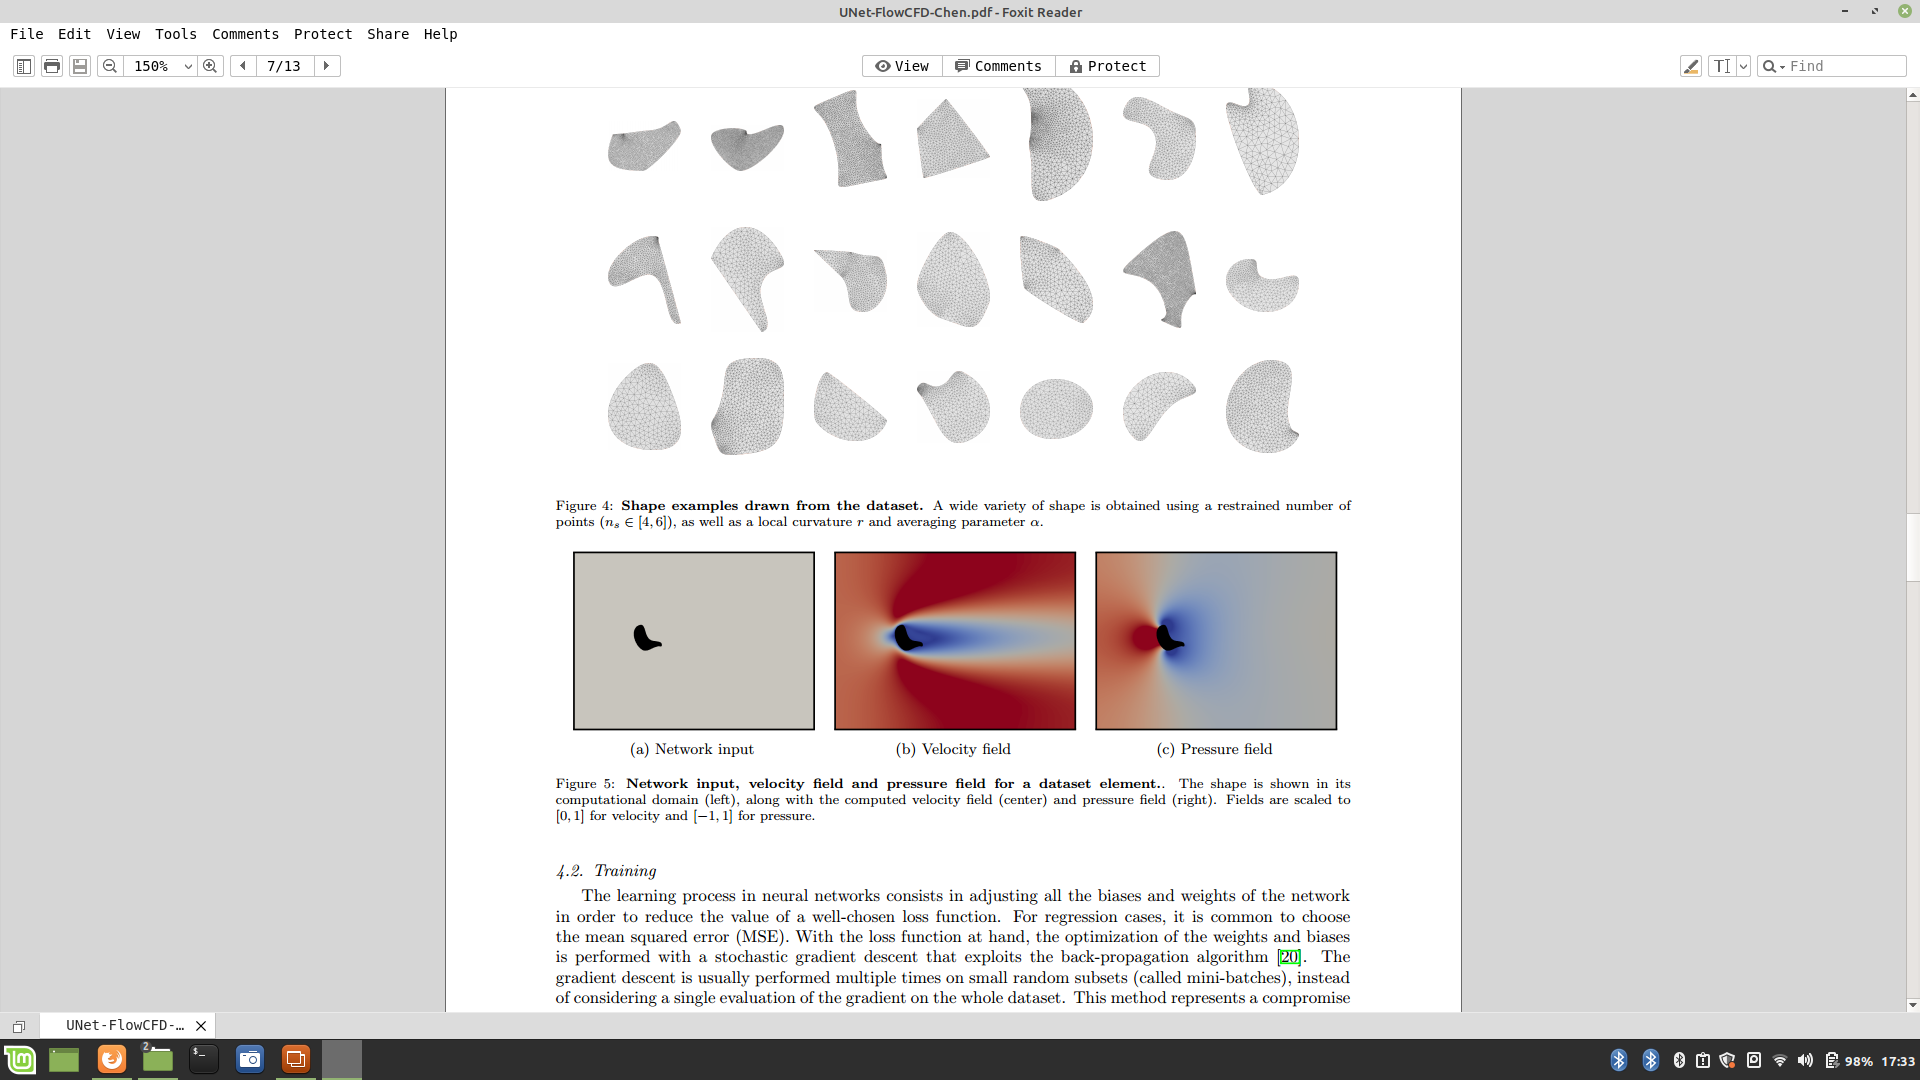 UNet-FlowCFD-Chen.pdf - Foxit Reader
File Edit View Tools Comments Protect Share Help
150% 7/13 View Comments Protect Find
Figure 4: Shape examples drawn from the dataset. A wide variety of shape is obtained using a restrained number of
points (nₛ ∈ [4, 6]), as well as a local curvature r and averaging parameter α.
(a) Network input (b) Velocity field (c) Pressure field
Figure 5: Network input, velocity field and pressure field for a dataset element.. The shape is shown in its
computational domain (left), along with the computed velocity field (center) and pressure field (right). Fields are scaled to
[0, 1] for velocity and [−1, 1] for pressure.
4.2. Training
The learning process in neural networks consists in adjusting all the biases and weights of the network
in order to reduce the value of a well-chosen loss function. For regression cases, it is common to choose
the mean squared error (MSE). With the loss function at hand, the optimization of the weights and biases
is performed with a stochastic gradient descent that exploits the back-propagation algorithm [20]. The
gradient descent is usually performed multiple times on small random subsets (called mini-batches), instead
of considering a single evaluation of the gradient on the whole dataset. This method represents a compromise
UNet-FlowCFD-...
2
98% 17:33